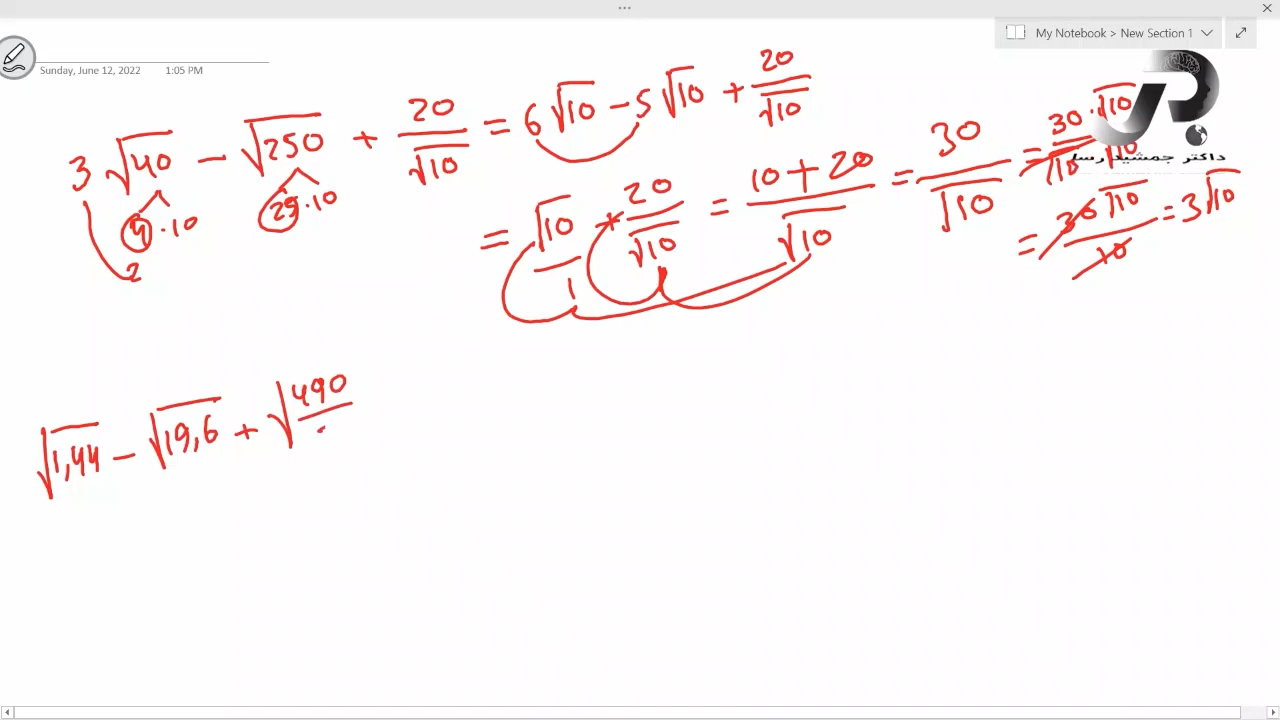 My Notebook > New Section 1
Sunday, June 12, 2022 1:05 PM
3√40 − √250 + 20/√10 = 6√10 − 5√10 + 20/√10
4·10 25·10
2
= √10/1 + 20/√10 = (10 + 20)/√10 = 30/√10 = 30·√10/√10·√10
= 30√10/10 = 3√10
داکتر جمشید رسا
√1,44 − √19,6 + √490/